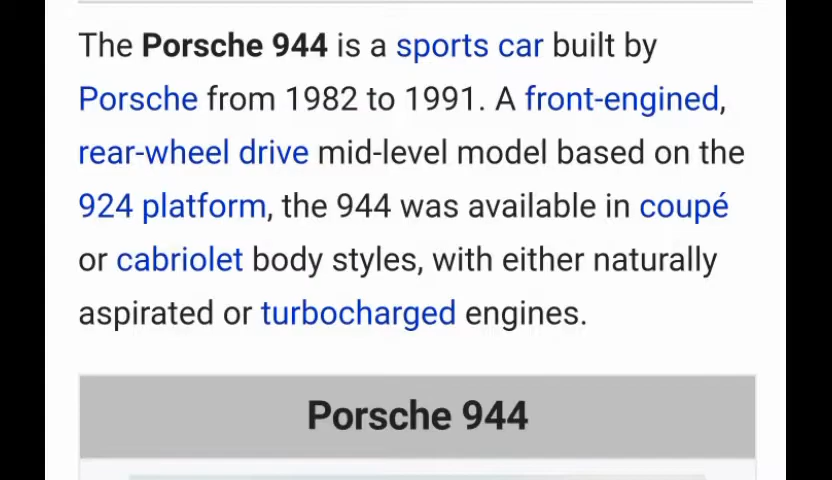 The Porsche 944 is a sports car built by
Porsche from 1982 to 1991. A front-engined,
rear-wheel drive mid-level model based on the
924 platform, the 944 was available in coupé
or cabriolet body styles, with either naturally
aspirated or turbocharged engines.
Porsche 944